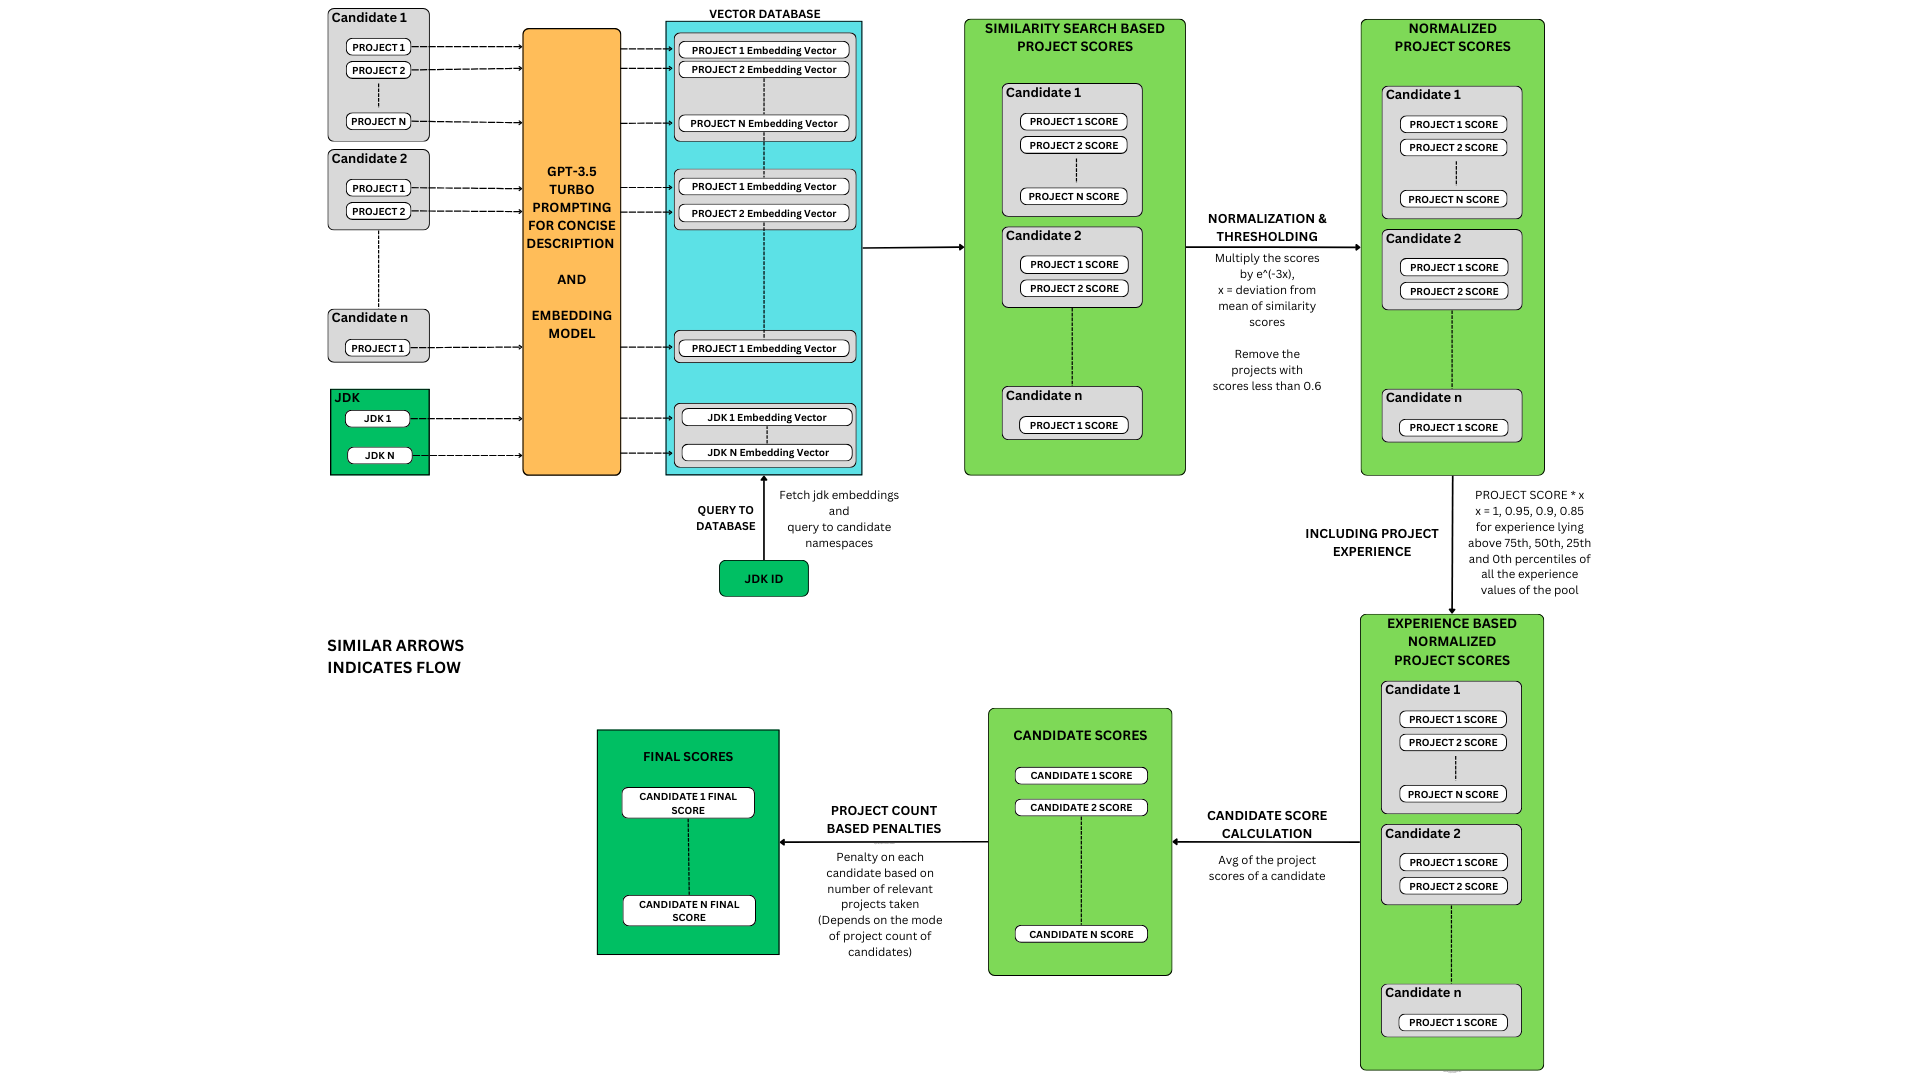 Candidate 1
PROJECT 1
PROJECT 2
PROJECT N
Candidate 2
PROJECT 1
PROJECT 2
Candidate n
PROJECT 1
JDK
JDK 1
JDK N
GPT-3.5
TURBO
PROMPTING
FOR CONCISE
DESCRIPTION
AND
EMBEDDING
MODEL
VECTOR DATABASE
PROJECT 1 Embedding Vector
PROJECT 2 Embedding Vector
PROJECT N Embedding Vector
PROJECT 1 Embedding Vector
PROJECT 2 Embedding Vector
PROJECT 1 Embedding Vector
JDK 1 Embedding Vector
JDK N Embedding Vector
QUERY TO
DATABASE
Fetch jdk embeddings
and
query to candidate
namespaces
JDK ID
SIMILARITY SEARCH BASED
PROJECT SCORES
Candidate 1
PROJECT 1 SCORE
PROJECT 2 SCORE
PROJECT N SCORE
Candidate 2
PROJECT 1 SCORE
PROJECT 2 SCORE
Candidate n
PROJECT 1 SCORE
NORMALIZATION &
THRESHOLDING
Multiply the scores
by e^(-3x),
x = deviation from
mean of similarity
scores
Remove the
projects with
scores less than 0.6
NORMALIZED
PROJECT SCORES
Candidate 1
PROJECT 1 SCORE
PROJECT 2 SCORE
PROJECT N SCORE
Candidate 2
PROJECT 1 SCORE
PROJECT 2 SCORE
Candidate n
PROJECT 1 SCORE
INCLUDING PROJECT
EXPERIENCE
PROJECT SCORE * x
x = 1, 0.95, 0.9, 0.85
for experience lying
above 75th, 50th, 25th
and 0th percentiles of
all the experience
values of the pool
EXPERIENCE BASED
NORMALIZED
PROJECT SCORES
Candidate 1
PROJECT 1 SCORE
PROJECT 2 SCORE
PROJECT N SCORE
Candidate 2
PROJECT 1 SCORE
PROJECT 2 SCORE
Candidate n
PROJECT 1 SCORE
CANDIDATE SCORE
CALCULATION
Avg of the project
scores of a candidate
CANDIDATE SCORES
CANDIDATE 1 SCORE
CANDIDATE 2 SCORE
CANDIDATE N SCORE
PROJECT COUNT
BASED PENALTIES
Penalty on each
candidate based on
number of relevant
projects taken
(Depends on the mode
of project count of
candidates)
FINAL SCORES
CANDIDATE 1 FINAL
SCORE
CANDIDATE N FINAL
SCORE
SIMILAR ARROWS
INDICATES FLOW